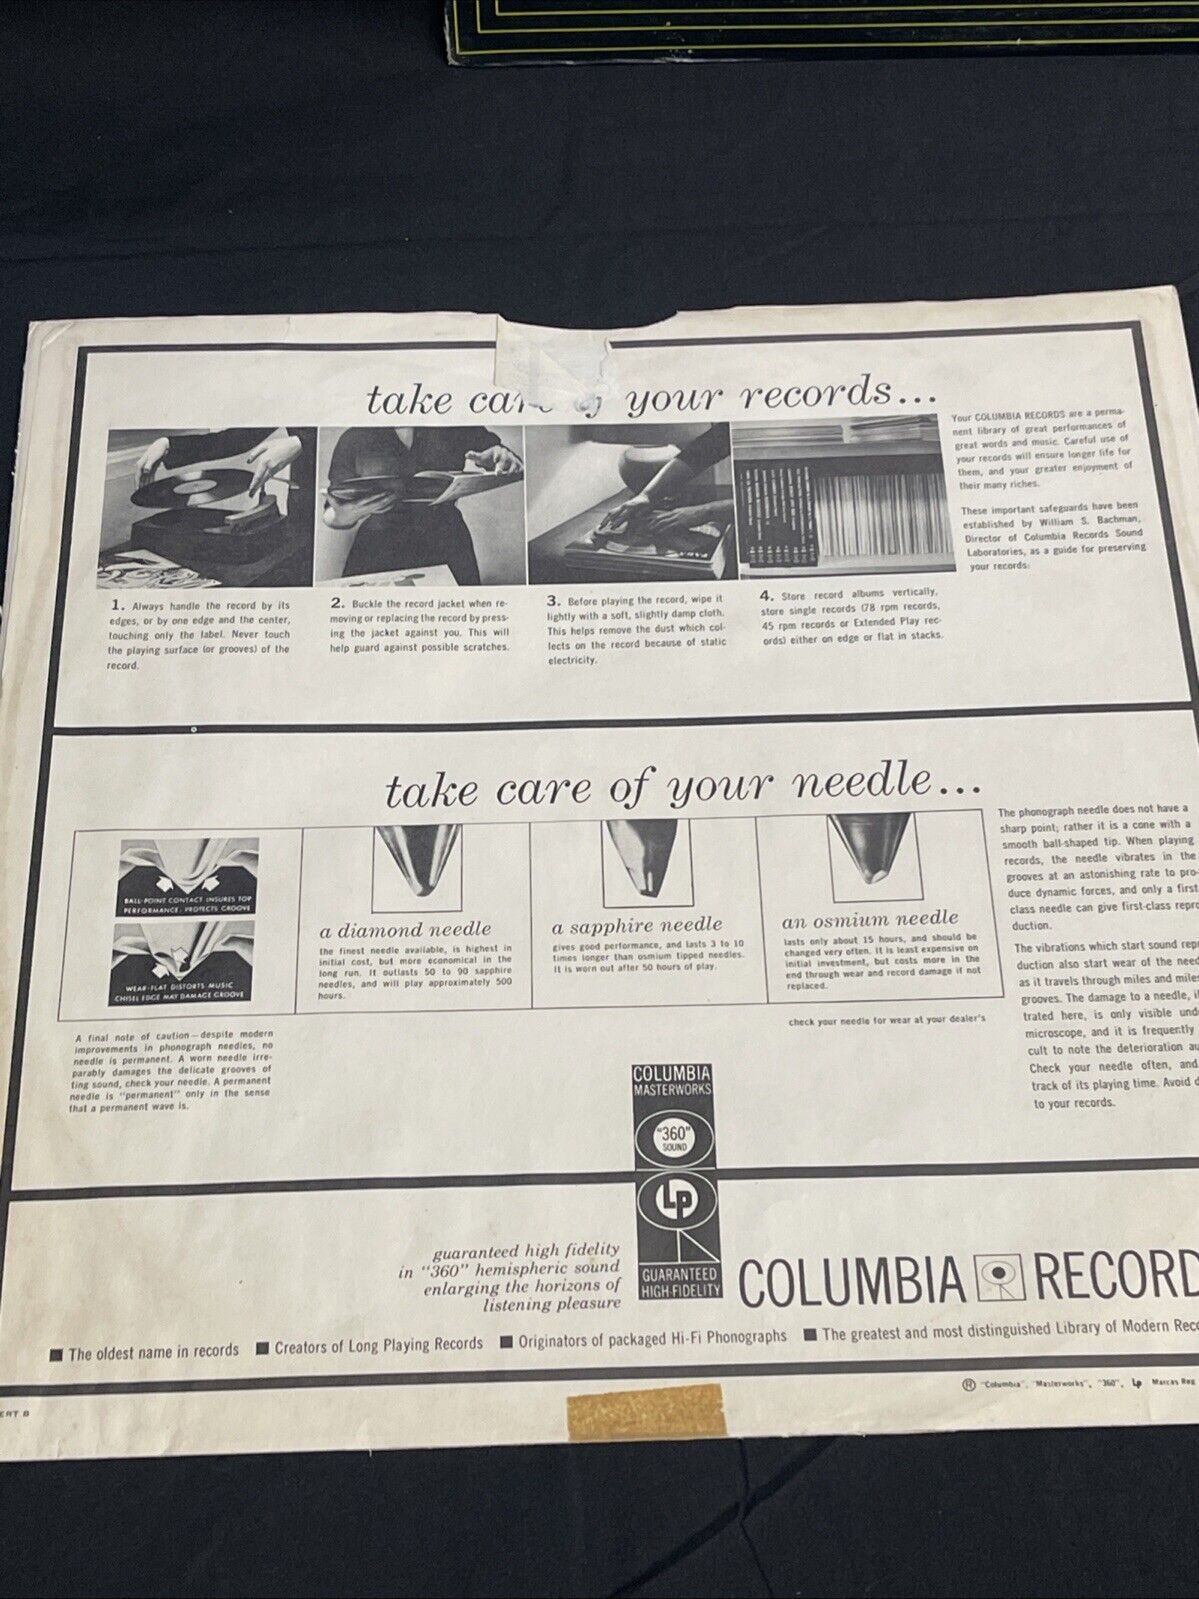 take care your records...
Your COLUMBIA RECORDS are a perma-
nent library of great performances of
great words and music. Careful use of
your records will ensure longer life for
them, and your greater enjoyment of
their many riches.
These important safeguards have been
established by William S. Bachman,
Director of Columbia Records Sound
Laboratories, as a guide for preserving
your records:
1. Always handle the record by its
edges, or by one edge and the center,
touching only the label. Never touch
the playing surface (or grooves) of the
record.
2. Buckle the record jacket when re-
moving or replacing the record by press-
ing the jacket against you. This will
help guard against possible scratches.
3. Before playing the record, wipe it
lightly with a soft, slightly damp cloth.
This helps remove the dust which col-
lects on the record because of static
electricity.
4. Store record albums vertically,
store single records (78 rpm records,
45 rpm records or Extended Play rec-
ords) either on edge or flat in stacks.
take care of your needle...
BALL-POINT CONTACT INSURES TOP
PERFORMANCE; PROTECTS GROOVE
WEAR-FLAT DISTORTS MUSIC
CHISEL EDGE MAY DAMAGE GROOVE
a diamond needle
the finest needle available, is highest in
initial cost, but more economical in the
long run. It outlasts 50 to 90 sapphire
needles, and will play approximately 500
hours.
a sapphire needle
gives good performance, and lasts 3 to 10
times longer than osmium tipped needles.
It is worn out after 50 hours of play.
an osmium needle
lasts only about 15 hours, and should be
changed very often. It is least expensive on
initial investment, but costs more in the
end through wear and record damage if not
replaced.
check your needle for wear at your dealer's
The phonograph needle does not have a
sharp point; rather it is a cone with a
smooth ball-shaped tip. When playing
records, the needle vibrates in the
grooves at an astonishing rate to pro-
duce dynamic forces, and only a first-
class needle can give first-class repro
duction.
The vibrations which start sound repr
duction also start wear of the need
as it travels through miles and miles
grooves. The damage to a needle, il
trated here, is only visible und
microscope, and it is frequently
cult to note the deterioration au
Check your needle often, and
track of its playing time. Avoid d
to your records.
A final note of caution—despite modern
improvements in phonograph needles, no
needle is permanent. A worn needle irre-
parably damages the delicate grooves of
ting sound, check your needle. A permanent
needle is "permanent" only in the sense
that a permanent wave is.
COLUMBIA
MASTERWORKS
"360"
SOUND
Lp
GUARANTEED
HIGH-FIDELITY
guaranteed high fidelity
in "360" hemispheric sound
enlarging the horizons of
listening pleasure
COLUMBIA RECORD
■ The oldest name in records ■ Creators of Long Playing Records ■ Originators of packaged Hi-Fi Phonographs ■ The greatest and most distinguished Library of Modern Reco
® "Columbia", "Masterworks", "360", Lp Marcas Reg
ERT B